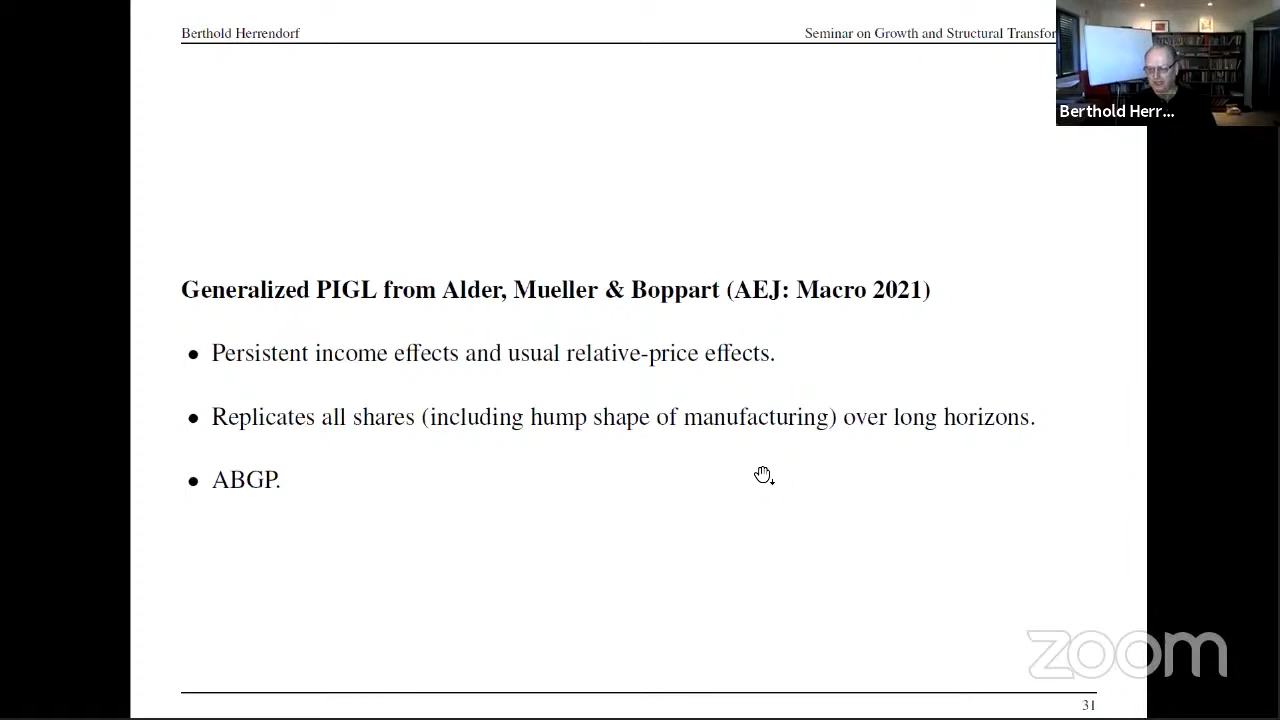 Berthold Herrendorf
Seminar on Growth and Structural Transfor
Berthold Herr...
Generalized PIGL from Alder, Mueller & Boppart (AEJ: Macro 2021)
• Persistent income effects and usual relative-price effects.
• Replicates all shares (including hump shape of manufacturing) over long horizons.
• ABGP.
zoom
31